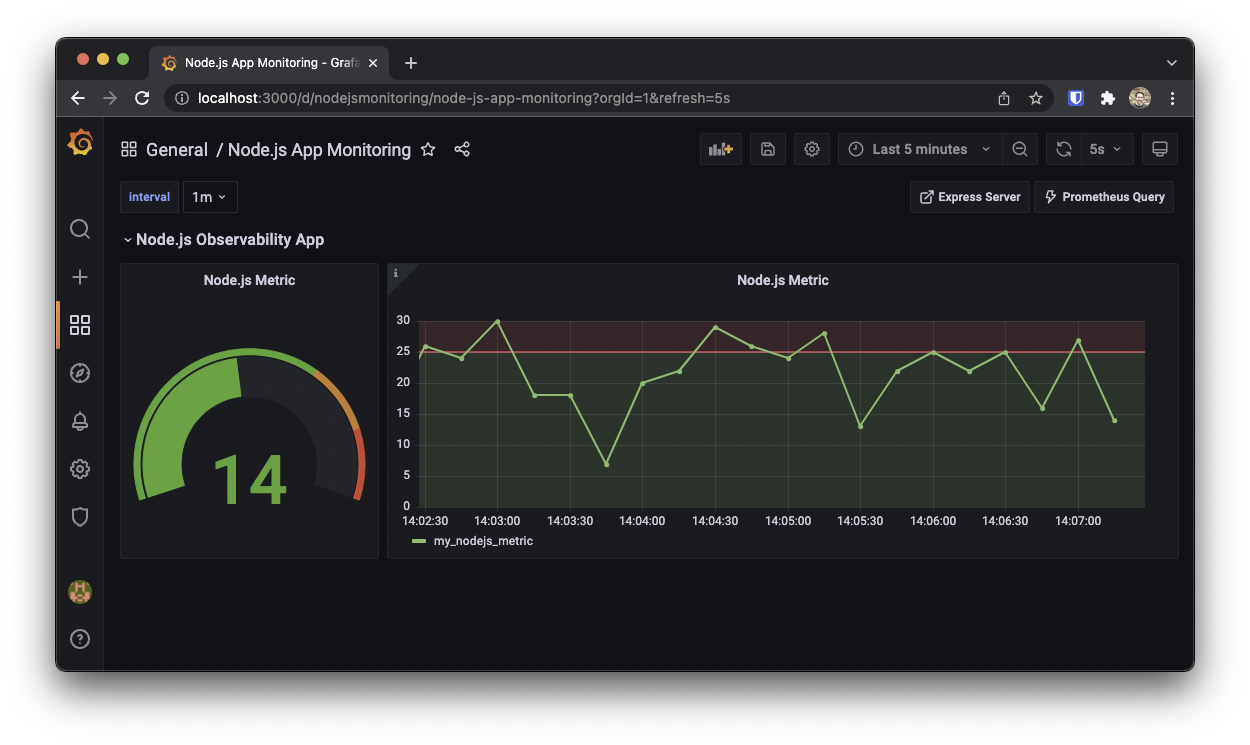 Node.js App Monitoring - Grafa
localhost:3000/d/nodejsmonitoring/node-js-app-monitoring?orgId=1&refresh=5s
General / Node.js App Monitoring
Last 5 minutes
5s
interval
1m
Express Server
Prometheus Query
Node.js Observability App
Node.js Metric
14
i
Node.js Metric
30
25
20
15
10
5
0
14:02:30 14:03:00 14:03:30 14:04:00 14:04:30 14:05:00 14:05:30 14:06:00 14:06:30 14:07:00
my_nodejs_metric